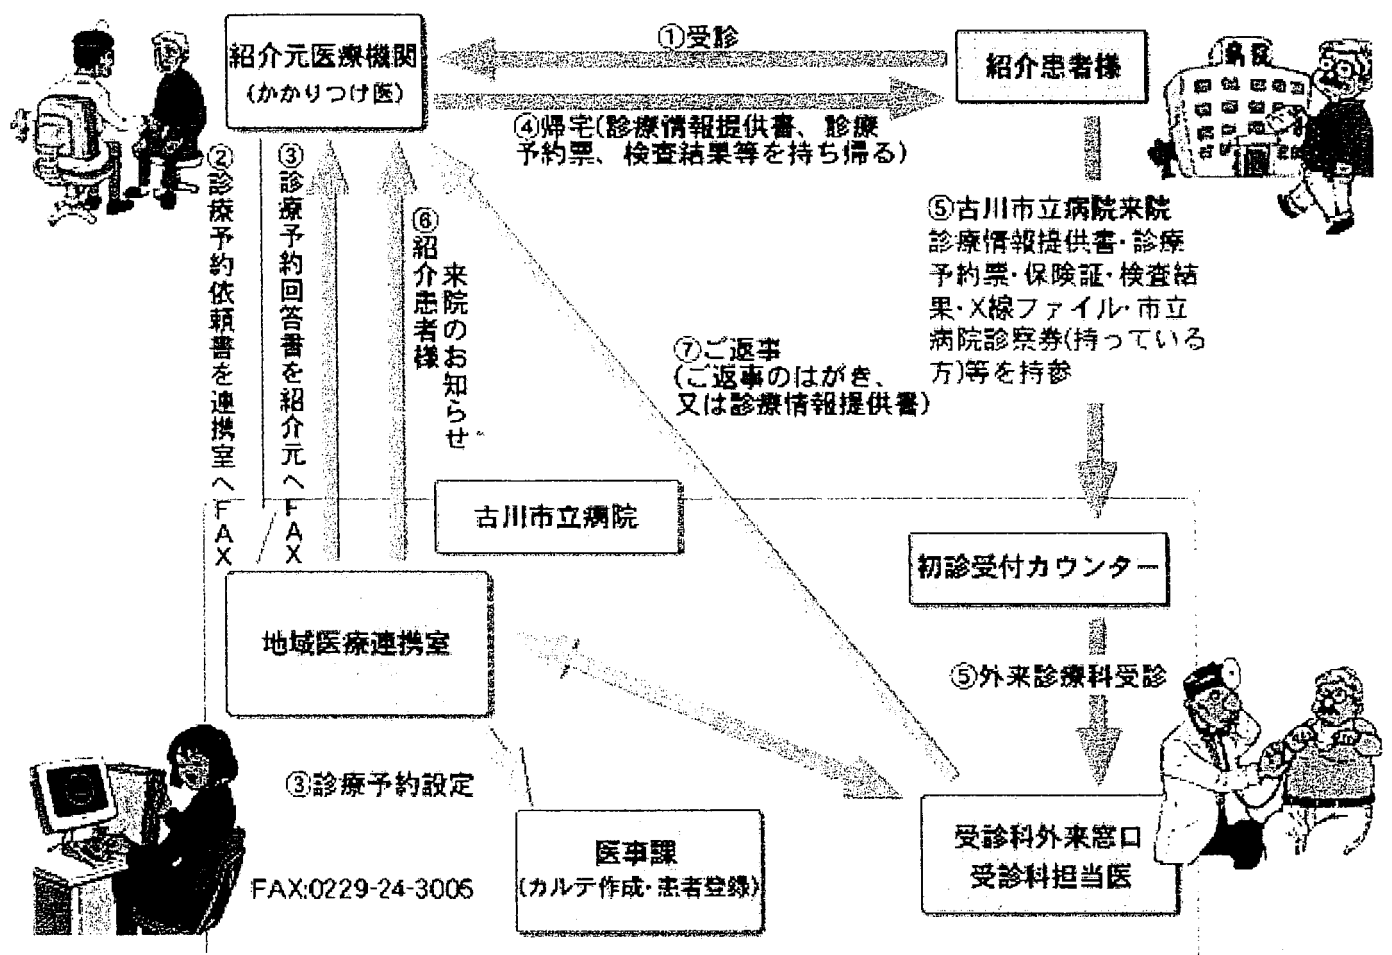 紹介元医療機関
(かかりつけ医)
①受診
紹介患者様
病院
④帰宅(診療情報提供書、診療
予約票、検査結果等を持ち帰る)
②診療予約依頼書を連携室へFAX
③診療予約回答書を紹介元へFAX
⑥紹介患者様
来院のお知らせ
⑤古川市立病院来院
診療情報提供書・診療
予約票・保険証・検査結
果・X線ファイル・市立
病院診察券(持っている
方)等を持参
⑦ご返事
(ご返事のはがき、
又は診療情報提供書)
古川市立病院
初診受付カウンター
地域医療連携室
⑤外来診療科受診
③診療予約設定
医事課
(カルテ作成・患者登録)
受診科外来窓口
受診科担当医
FAX:0229-24-3005